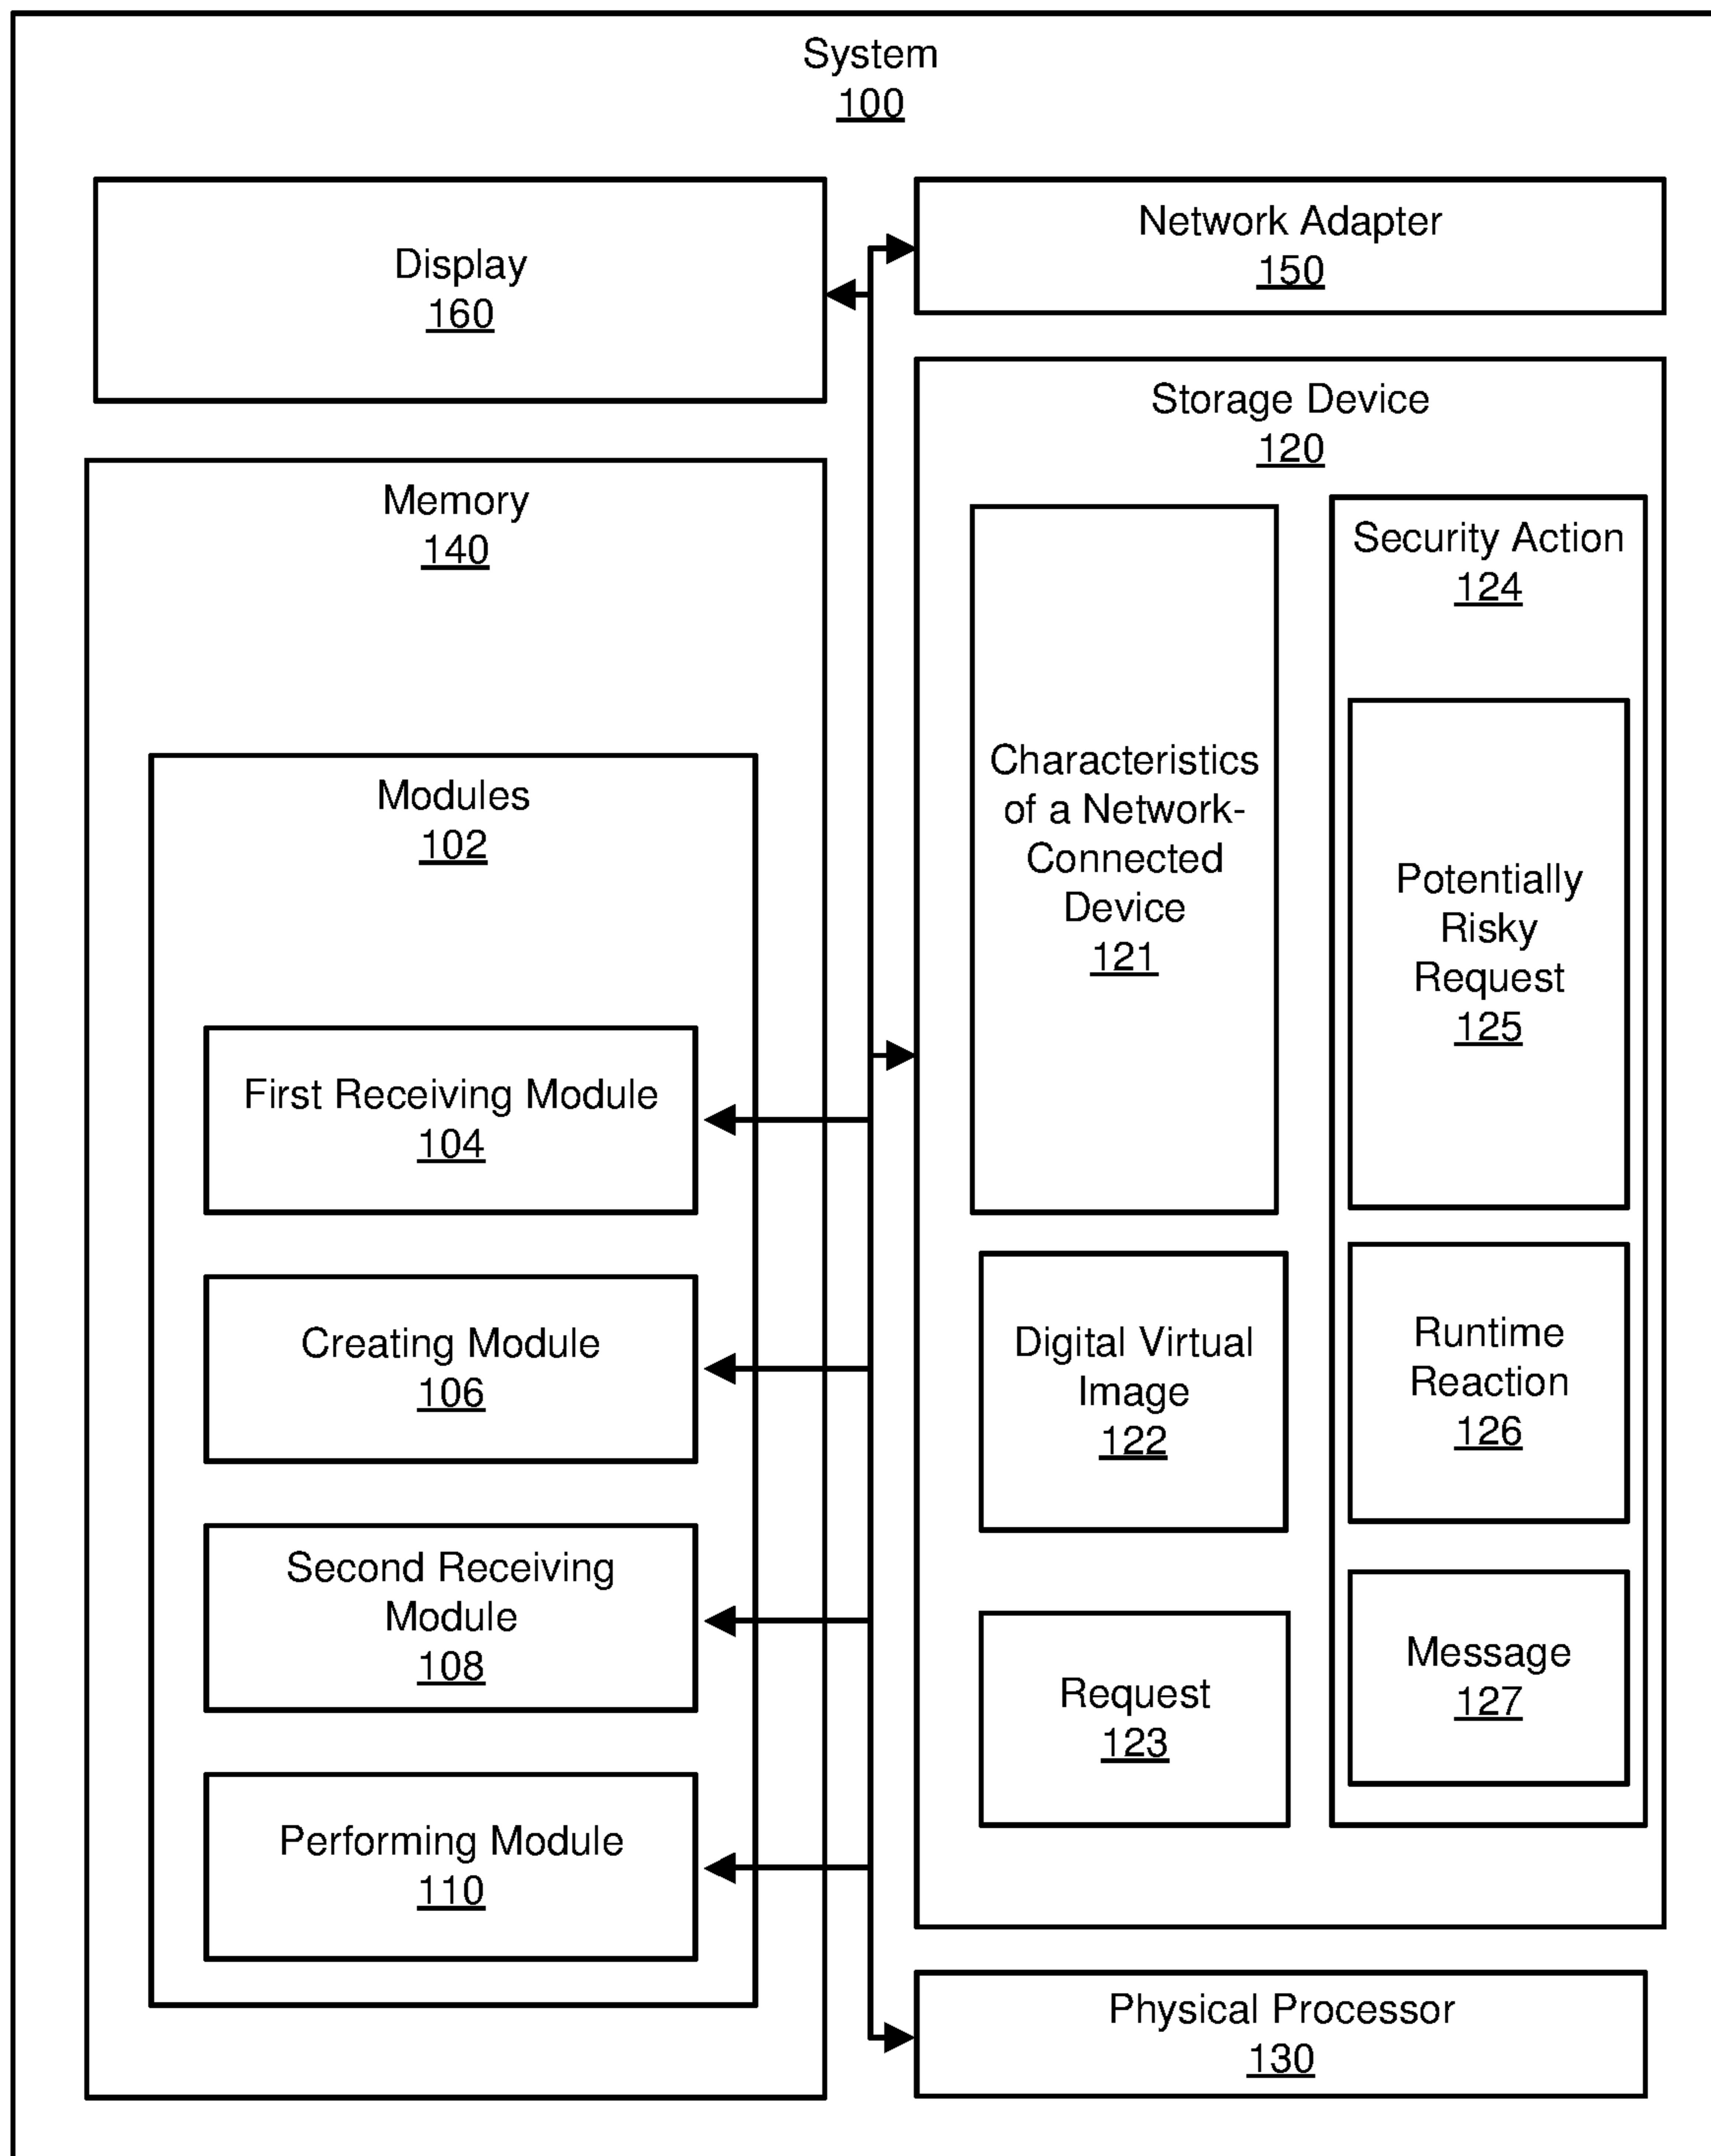 System
100
Display
160
Memory
140
Modules
102
First Receiving Module
104
Creating Module
106
Second Receiving
Module
108
Performing Module
110
Network Adapter
150
Storage Device
120
Characteristics
of a Network-
Connected
Device
121
Digital Virtual
Image
122
Request
123
Security Action
124
Potentially
Risky
Request
125
Runtime
Reaction
126
Message
127
Physical Processor
130